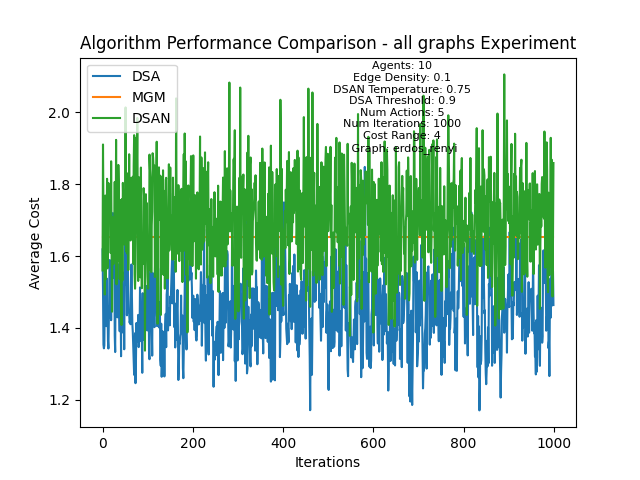 Algorithm Performance Comparison - all graphs Experiment
DSA
MGM
DSAN
Agents: 10
Edge Density: 0.1
DSAN Temperature: 0.75
DSA Threshold: 0.9
Num Actions: 5
Num Iterations: 1000
Cost Range: 4
Graph: erdos_renyi
Average Cost
2.0
1.8
1.6
1.4
1.2
0 200 400 600 800 1000
Iterations